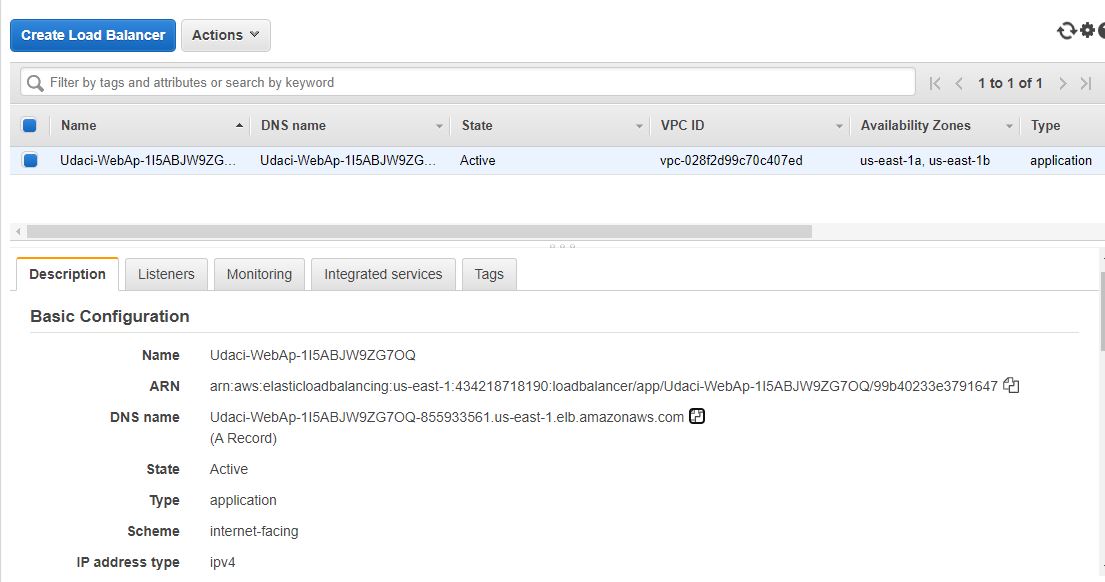 Create Load Balancer Actions
Filter by tags and attributes or search by keyword 1 to 1 of 1
Name DNS name State VPC ID Availability Zones Type
Udaci-WebAp-1I5ABJW9ZG... Udaci-WebAp-1I5ABJW9ZG... Active vpc-028f2d99c70c407ed us-east-1a, us-east-1b application
Description Listeners Monitoring Integrated services Tags
Basic Configuration
Name Udaci-WebAp-1I5ABJW9ZG7OQ
ARN arn:aws:elasticloadbalancing:us-east-1:434218718190:loadbalancer/app/Udaci-WebAp-1I5ABJW9ZG7OQ/99b40233e3791647
DNS name Udaci-WebAp-1I5ABJW9ZG7OQ-855933561.us-east-1.elb.amazonaws.com
(A Record)
State Active
Type application
Scheme internet-facing
IP address type ipv4